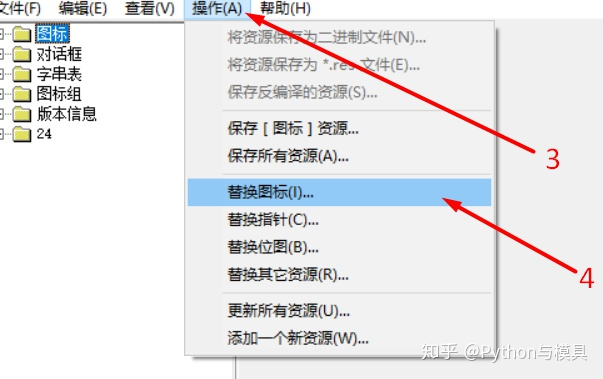 文件(F) 编辑(E) 查看(V) 操作(A) 帮助(H)
图标
对话框
字串表
图标组
版本信息
24
将资源保存为二进制文件(N)...
将资源保存为 *.res 文件(E)...
保存反编译的资源(S)...
保存 [ 图标 ] 资源...
保存所有资源(A)...
3
替换图标(I)...
替换指针(C)...
替换位图(B)...
替换其它资源(R)...
4
更新所有资源(U)...
添加一个新资源(W)...
知乎 @Python与模具